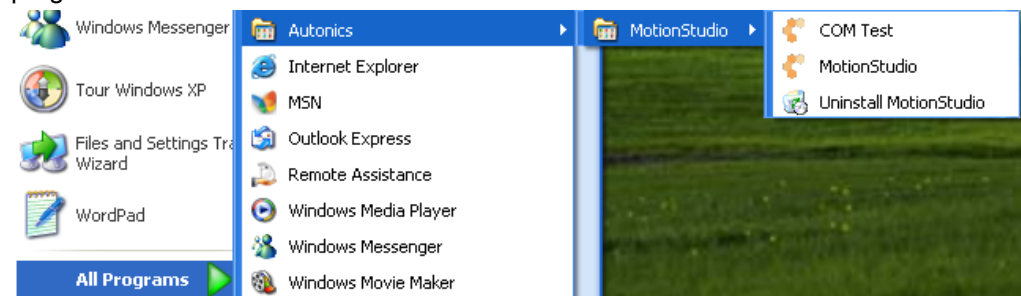 Windows Messenger
Tour Windows XP
Files and Settings Tra
Wizard
WordPad
All Programs
Autonics
Internet Explorer
MSN
Outlook Express
Remote Assistance
Windows Media Player
Windows Messenger
Windows Movie Maker
MotionStudio
COM Test
MotionStudio
Uninstall MotionStudio